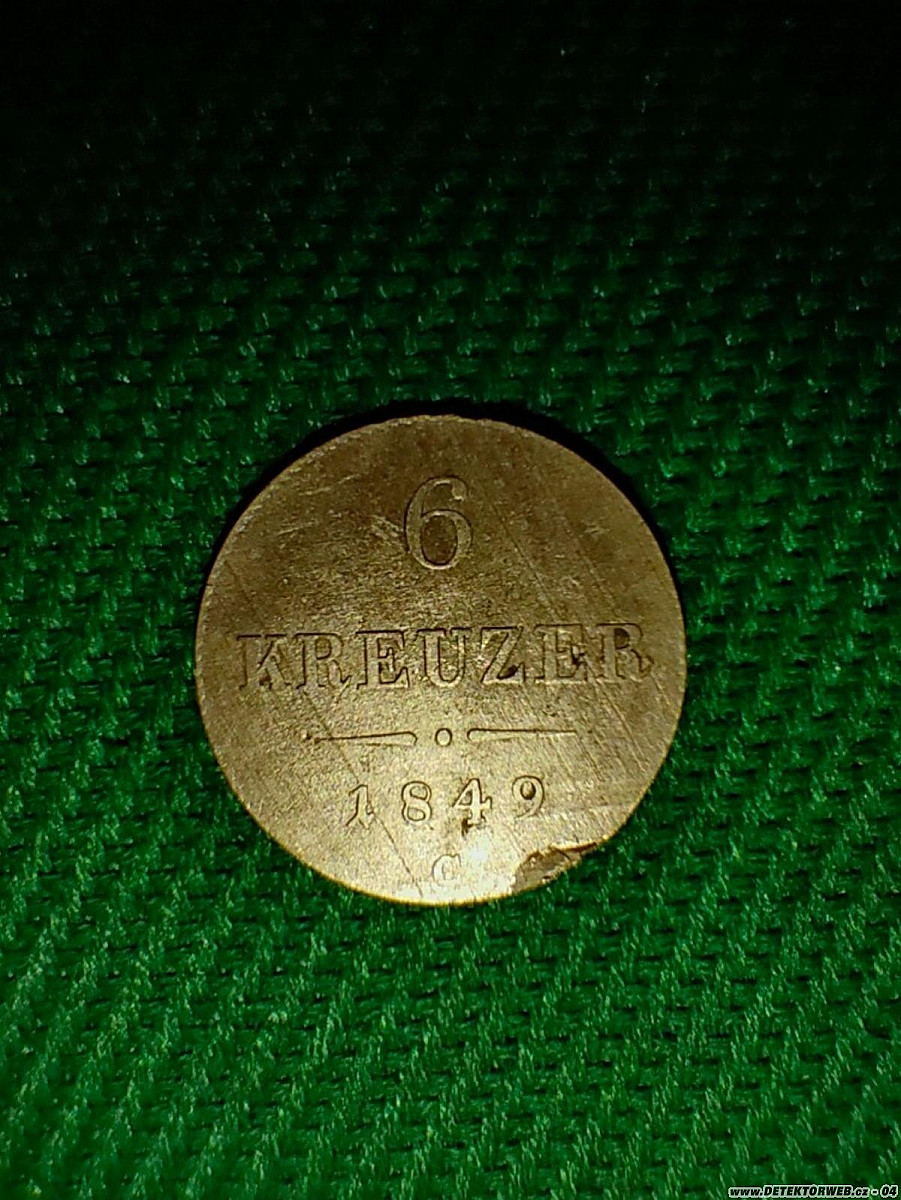 6
KREUZER
1849
C
www.DETEKTORWEB.cz - 04